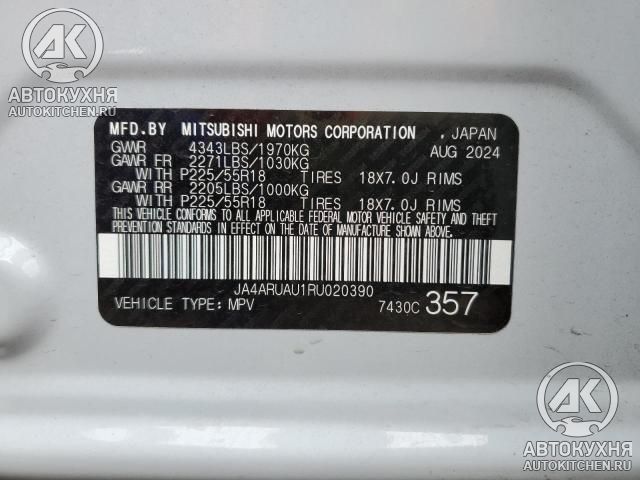 AK
АВТОКУХНЯ
AUTOKITCHEN.RU
MFD.BY MITSUBISHI MOTORS CORPORATION , JAPAN
GVWR 4343LBS/1970KG AUG 2024
GAWR FR 2271LBS/1030KG
WITH P225/55R18 TIRES 18X7.0J RIMS
GAWR RR 2205LBS/1000KG
WITH P225/55R18 TIRES 18X7.0J RIMS
THIS VEHICLE CONFORMS TO ALL APPLICABLE FEDERAL MOTOR VEHICLE SAFETY AND THEFT
PREVENTION STANDARDS IN EFFECT ON THE DATE OF MANUFACTURE SHOWN ABOVE.
JA4ARUAU1RU020390
VEHICLE TYPE: MPV 7430C 357
AK
АВТОКУХНЯ
AUTOKITCHEN.RU